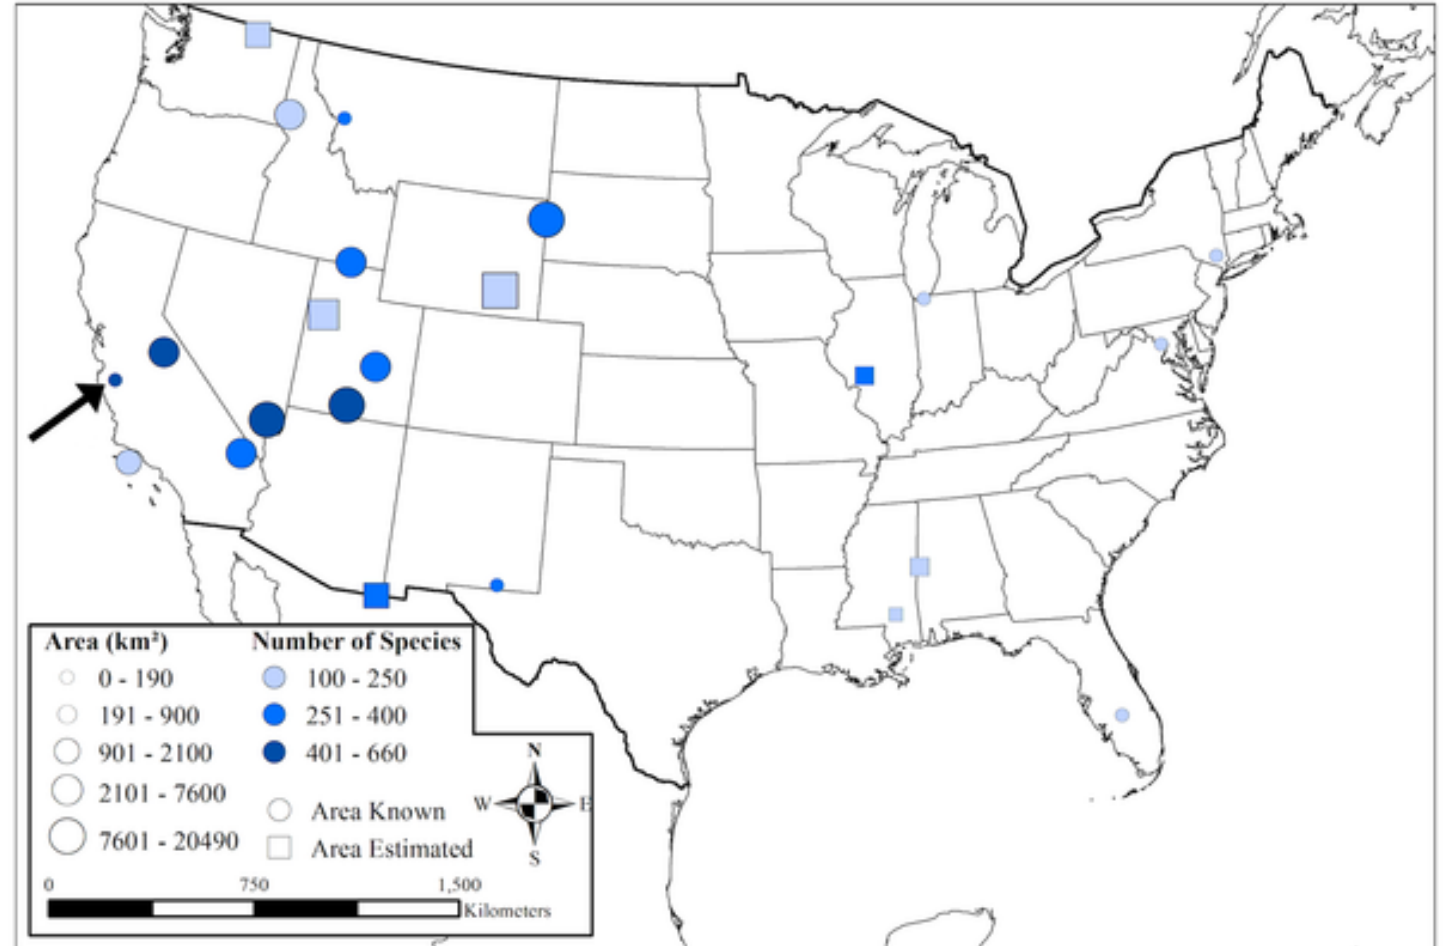 Area (km²) Number of Species
0 - 190 100 - 250
191 - 900 251 - 400
901 - 2100 401 - 660
2101 - 7600 Area Known
7601 - 20490 Area Estimated
N
W E
S
0 750 1,500
Kilometers